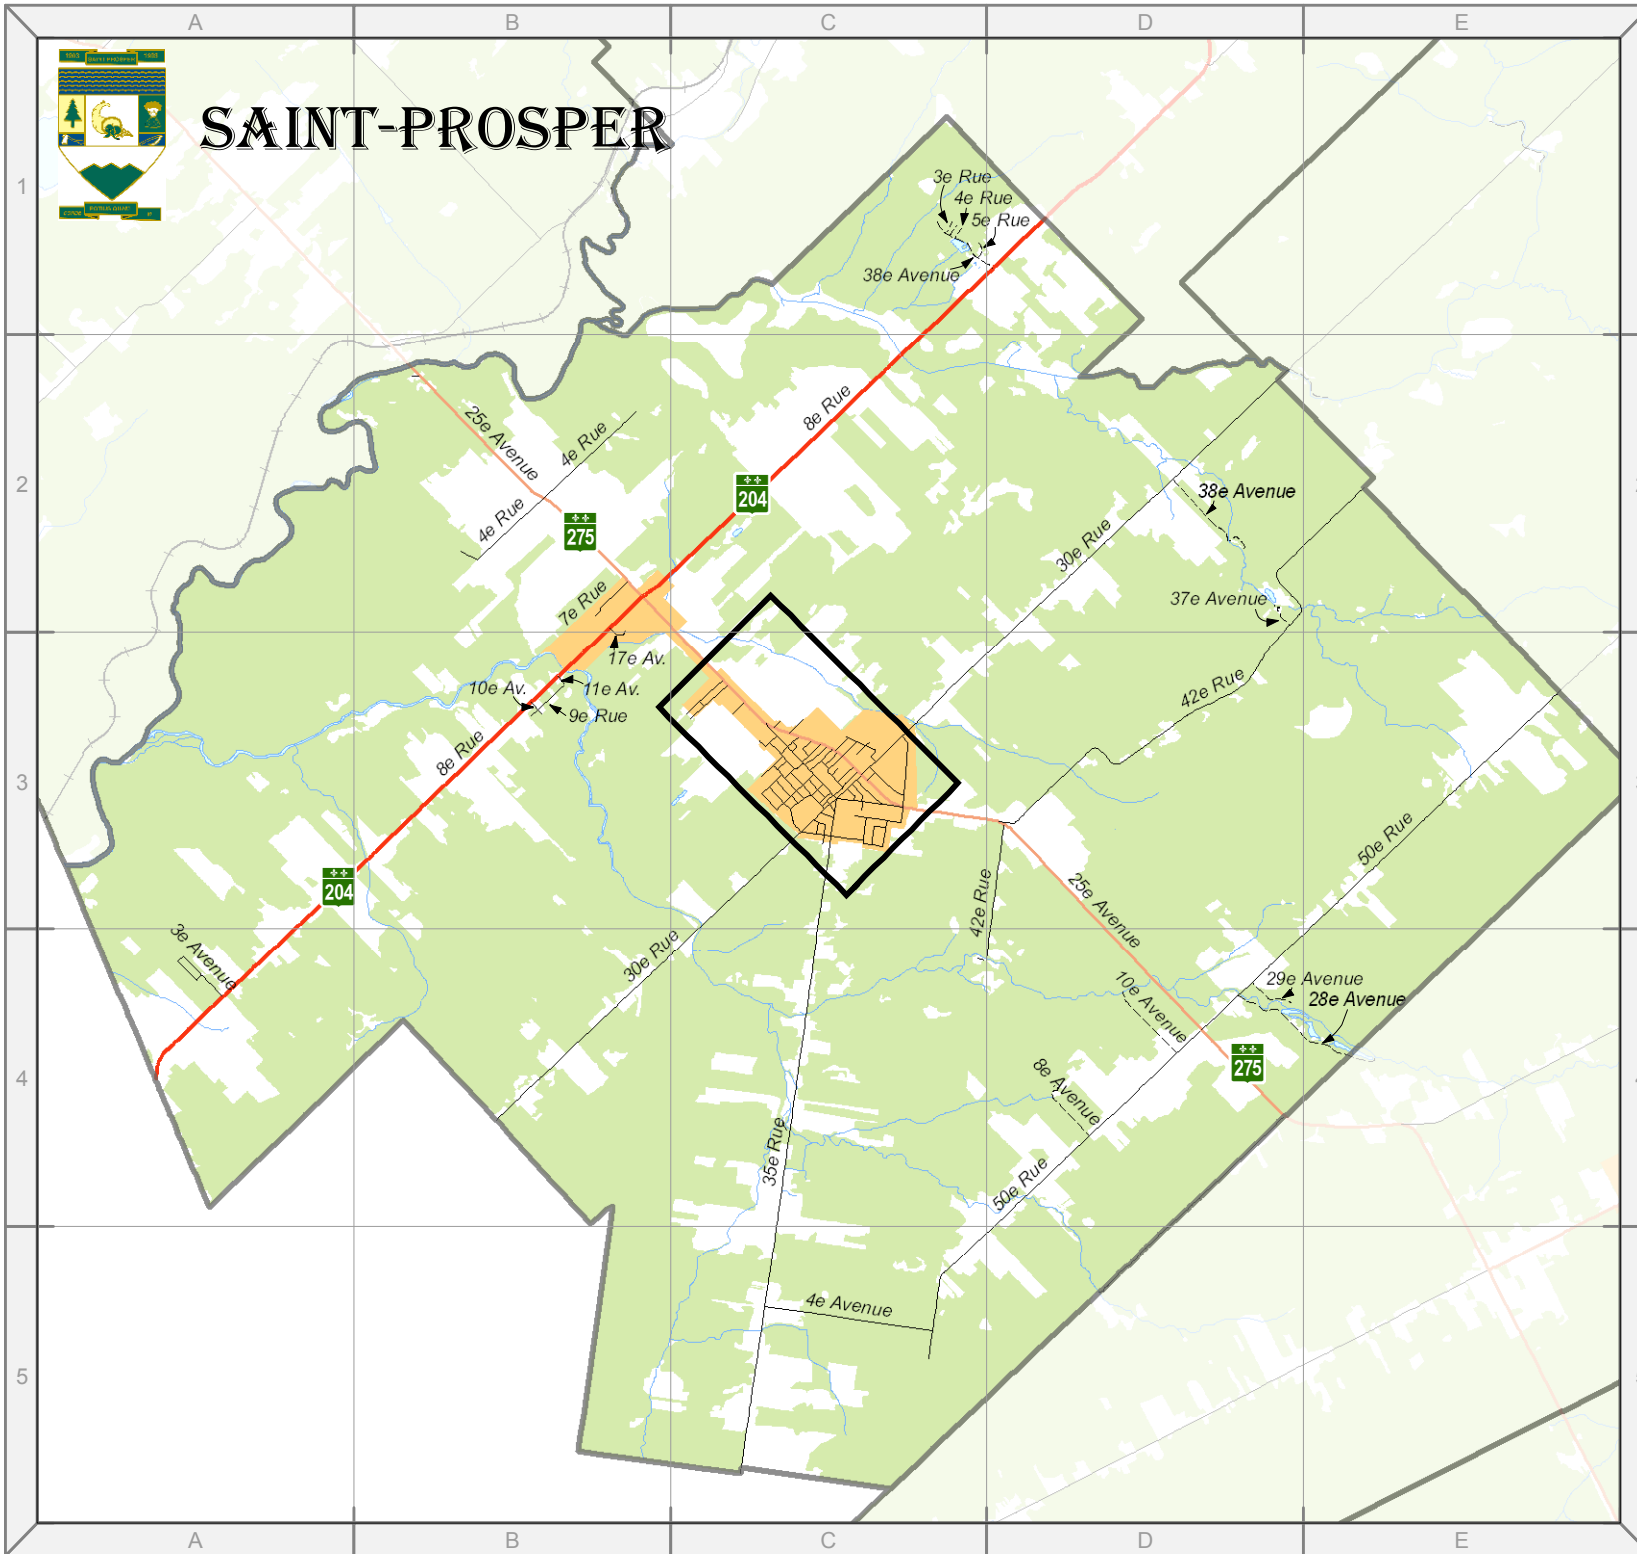 A
B
C
D
E
SAINT PROSPER
SAINT-PROSPER
1
3e Rue
4e Rue
5e Rue
38e Avenue
8e Rue
25e Avenue
4e Rue
4e Rue
2
204
275
38e Avenue
30e Rue
7e Rue
37e Avenue
17e Av.
10e Av.
11e Av.
9e Rue
42e Rue
8e Rue
3
50e Rue
204
42e Rue
25e Avenue
3e Avenue
30e Rue
10e Avenue
29e Avenue
28e Avenue
275
8e Avenue
4
35e Rue
50e Rue
4e Avenue
5
A
B
C
D
E